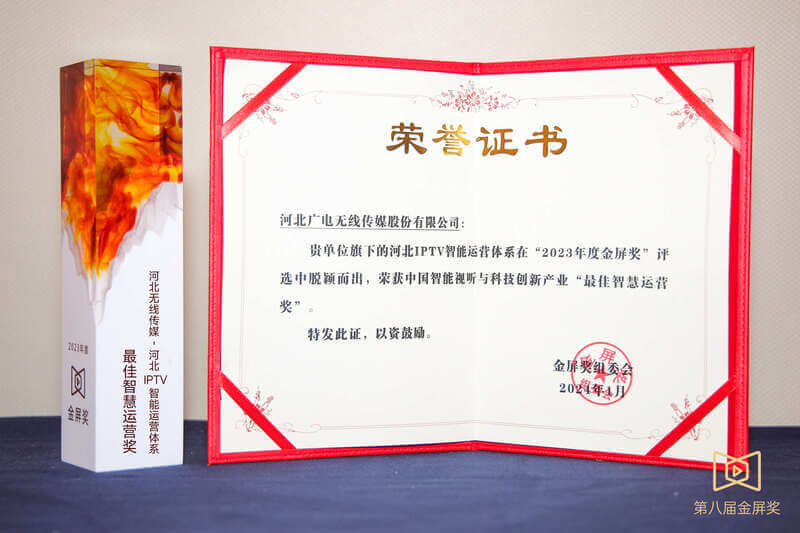 2023年度
金屏奖
河北无线传媒-河北IPTV智能运营体系
最佳智慧运营奖
荣誉证书
河北广电无线传媒股份有限公司:
贵单位旗下的河北IPTV智能运营体系在“2023年度金屏奖”评
选中脱颖而出，荣获中国智能视听与科技创新产业“最佳智慧运营
奖”。
特发此证，以资鼓励。
金屏奖组委会
2024年1月
金屏奖
组委会
第八届金屏奖